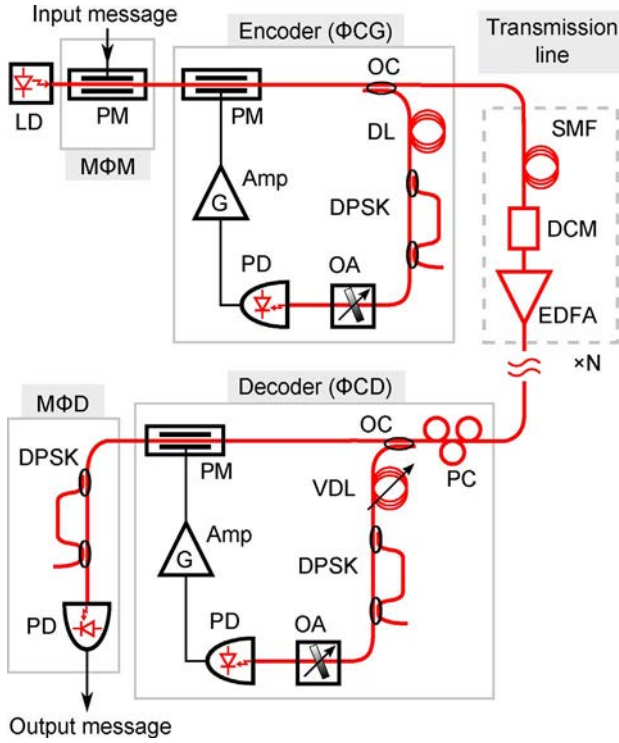 Input message
Encoder (ΦCG)
Transmission
line
OC
LD
PM
PM
DL
SMF
MΦM
Amp
G
DPSK
DCM
PD
OA
EDFA
×N
MΦD
Decoder (ΦCD)
OC
DPSK
PM
PC
VDL
Amp
G
DPSK
PD
PD
OA
Output message